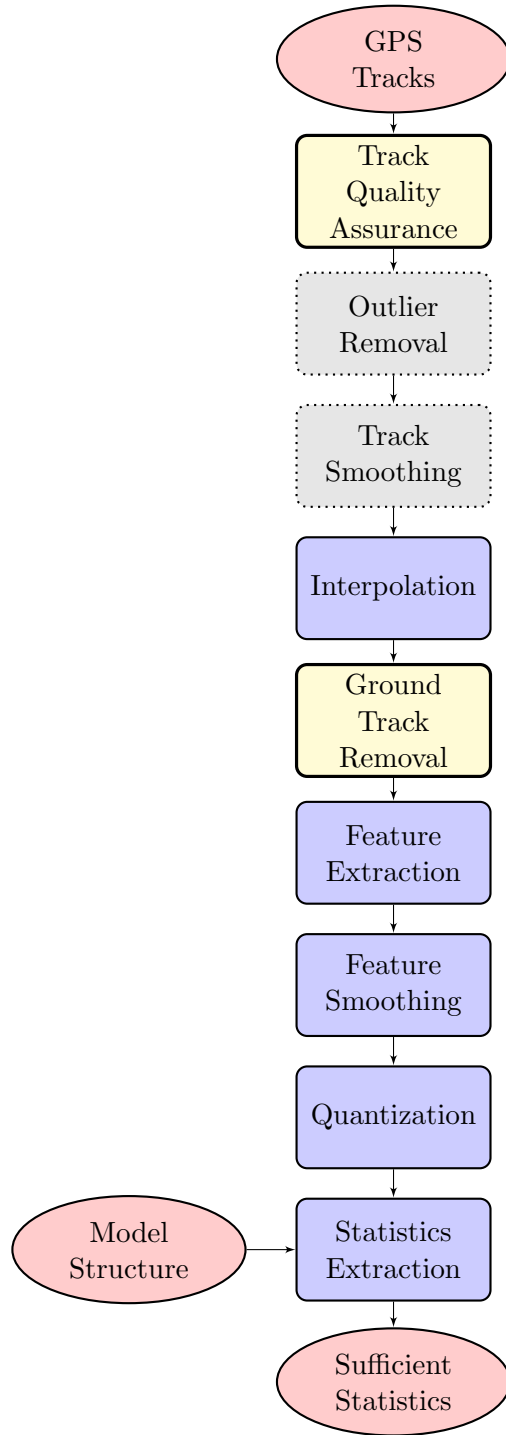 GPS
Tracks
Track
Quality
Assurance
Outlier
Removal
Track
Smoothing
Interpolation
Ground
Track
Removal
Feature
Extraction
Feature
Smoothing
Quantization
Model
Structure
Statistics
Extraction
Sufficient
Statistics